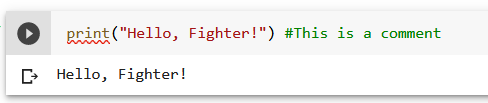 print("Hello, Fighter!") #This is a comment
Hello, Fighter!